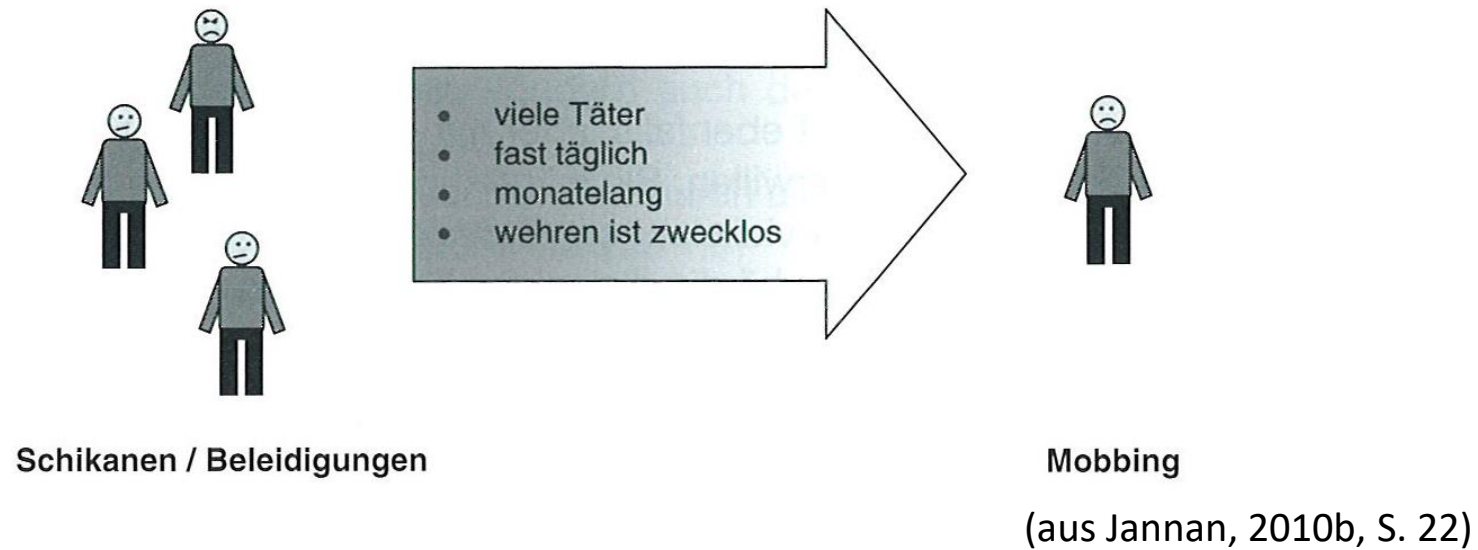 • viele Täter
• fast täglich
• monatelang
• wehren ist zwecklos
Schikanen / Beleidigungen
Mobbing
(aus Jannan, 2010b, S. 22)